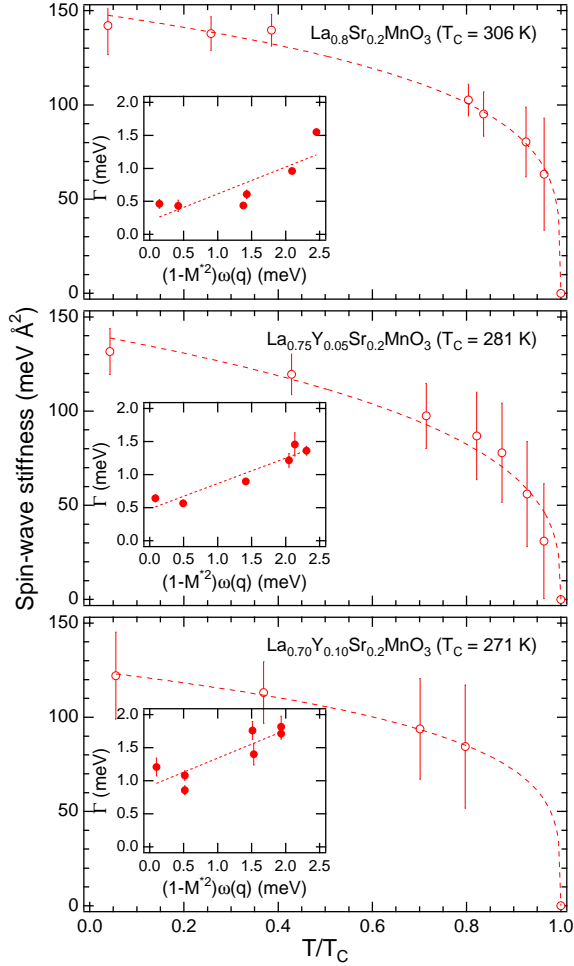 Spin-wave stiffness (meV Å²)
150
100
50
0
La₀.₈Sr₀.₂MnO₃ (T_C = 306 K)
2.0
1.5
1.0
0.5
0.0
Γ (meV)
0.0 0.5 1.0 1.5 2.0 2.5
(1-M*²)ω(q) (meV)
150
100
50
0
La₀.₇₅Y₀.₀₅Sr₀.₂MnO₃ (T_C = 281 K)
2.0
1.5
1.0
0.5
0.0
Γ (meV)
0.0 0.5 1.0 1.5 2.0 2.5
(1-M*²)ω(q) (meV)
150
100
50
0
La₀.₇₀Y₀.₁₀Sr₀.₂MnO₃ (T_C = 271 K)
2.0
1.5
1.0
0.5
0.0
Γ (meV)
0.0 0.5 1.0 1.5 2.0 2.5
(1-M*²)ω(q) (meV)
0.0 0.2 0.4 0.6 0.8 1.0
T/T_C